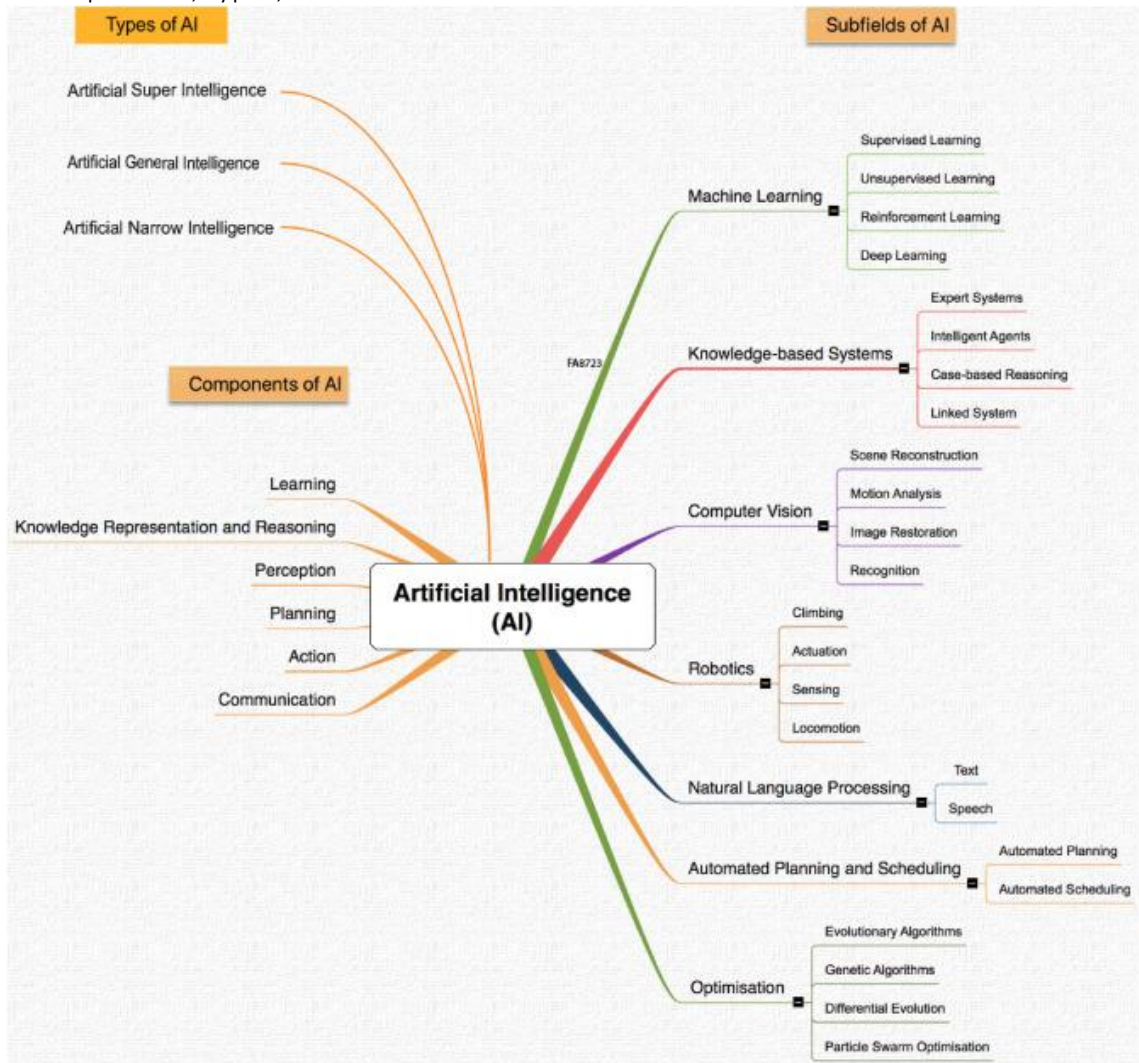 Types of AI
Subfields of AI
Artificial Super Intelligence
Artificial General Intelligence
Artificial Narrow Intelligence
Components of AI
Learning
Knowledge Representation and Reasoning
Perception
Planning
Action
Communication
Artificial Intelligence
(AI)
FA8723
Machine Learning
Supervised Learning
Unsupervised Learning
Reinforcement Learning
Deep Learning
Knowledge-based Systems
Expert Systems
Intelligent Agents
Case-based Reasoning
Linked System
Computer Vision
Scene Reconstruction
Motion Analysis
Image Restoration
Recognition
Robotics
Climbing
Actuation
Sensing
Locomotion
Natural Language Processing
Text
Speech
Automated Planning and Scheduling
Automated Planning
Automated Scheduling
Optimisation
Evolutionary Algorithms
Genetic Algorithms
Differential Evolution
Particle Swarm Optimisation